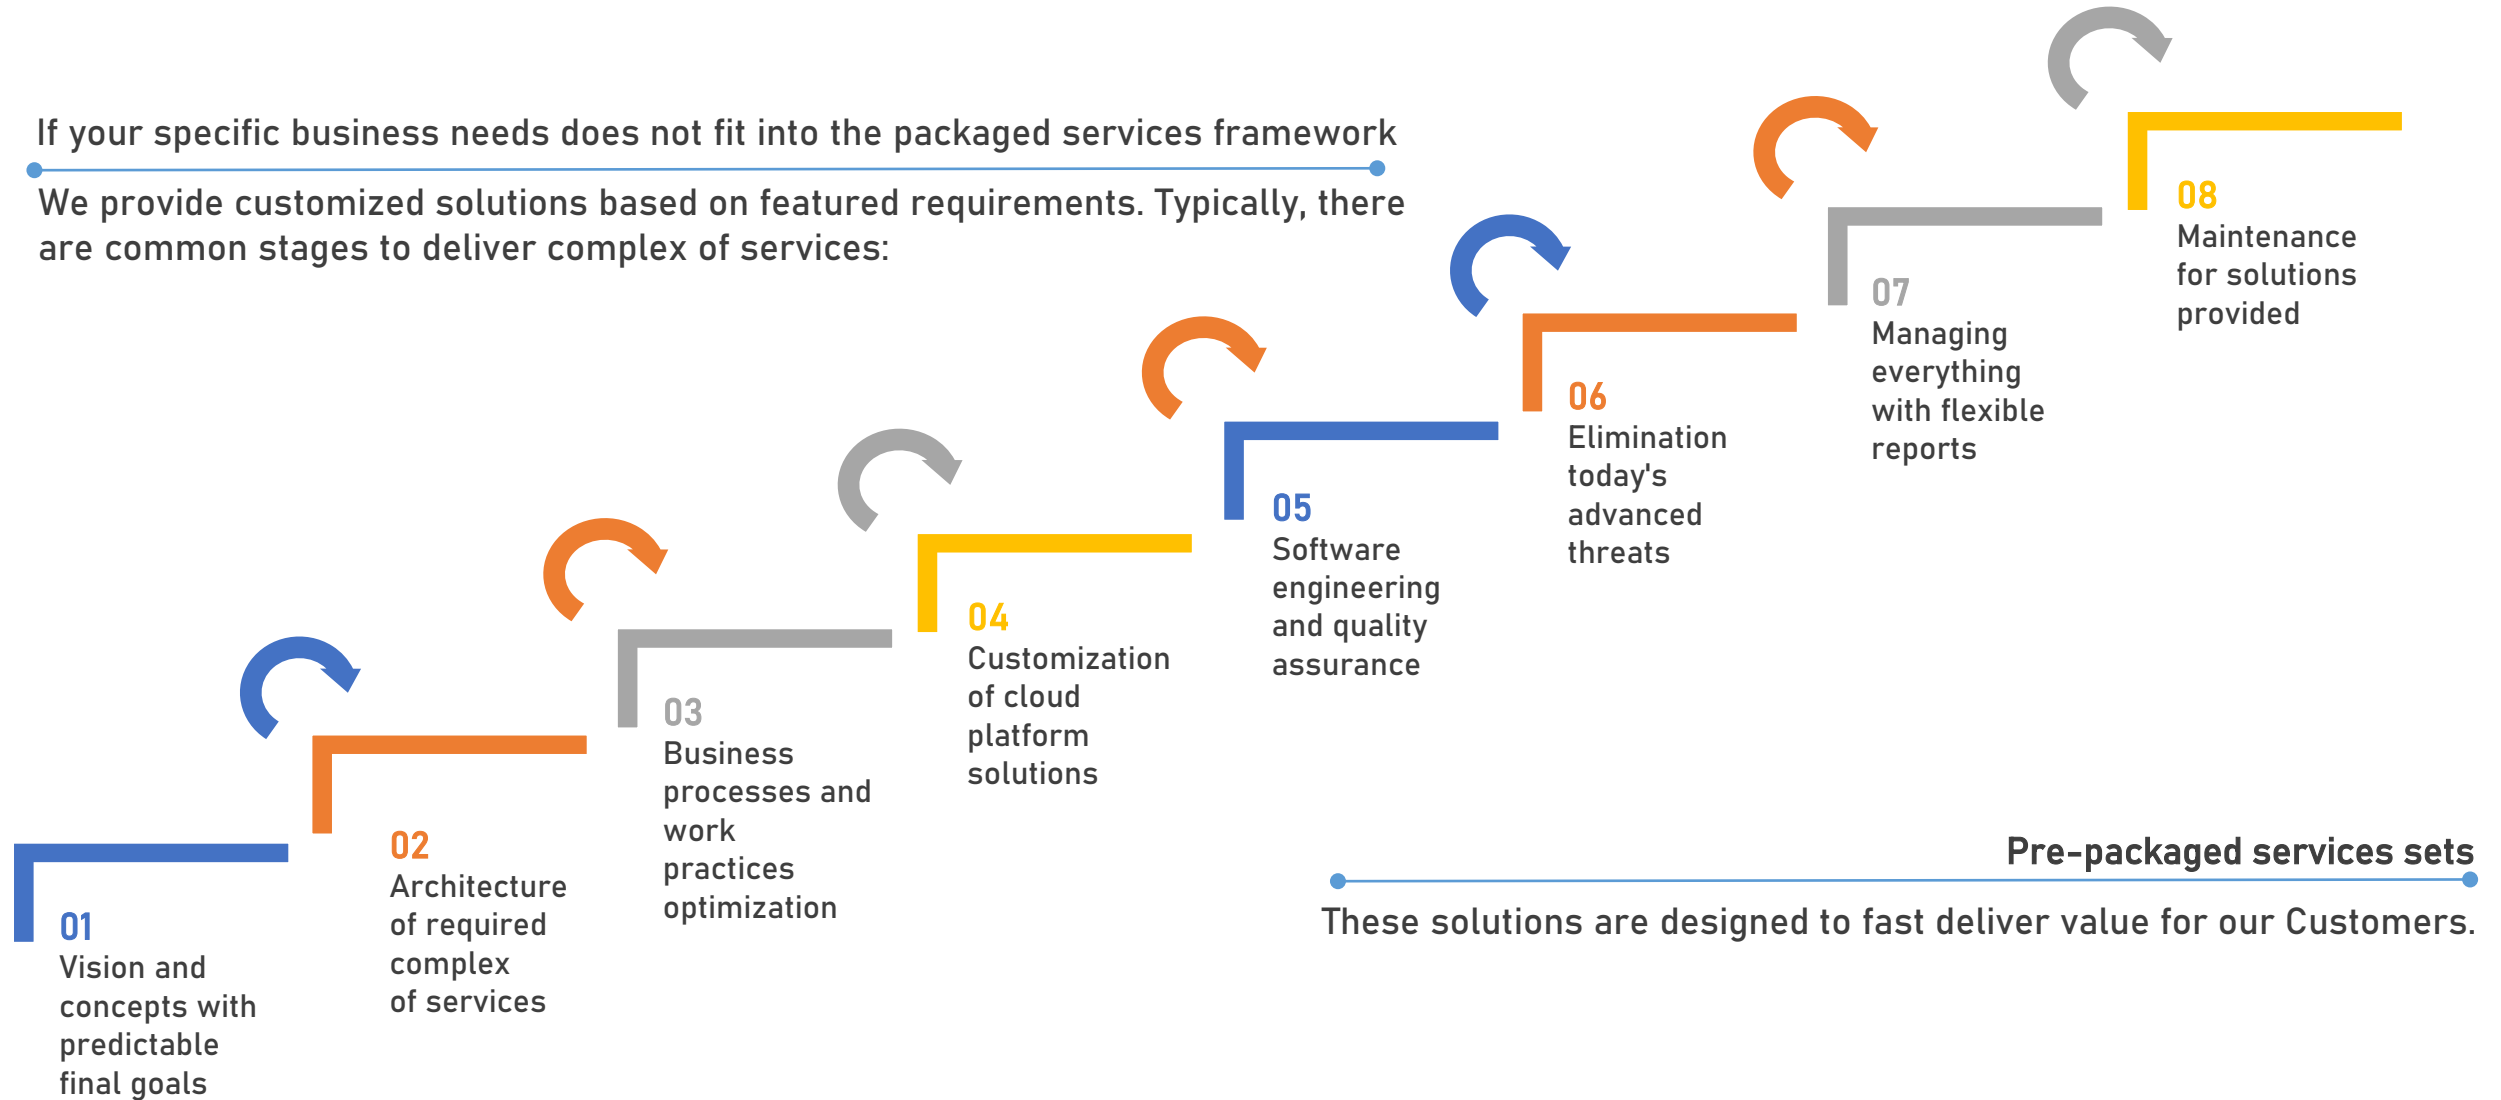 If your specific business needs does not fit into the packaged services framework
We provide customized solutions based on featured requirements. Typically, there
are common stages to deliver complex of services:
01
Vision and
concepts with
predictable
final goals
02
Architecture
of required
complex
of services
03
Business
processes and
work
practices
optimization
04
Customization
of cloud
platform
solutions
05
Software
engineering
and quality
assurance
06
Elimination
today's
advanced
threats
07
Managing
everything
with flexible
reports
08
Maintenance
for solutions
provided
Pre-packaged services sets
These solutions are designed to fast deliver value for our Customers.